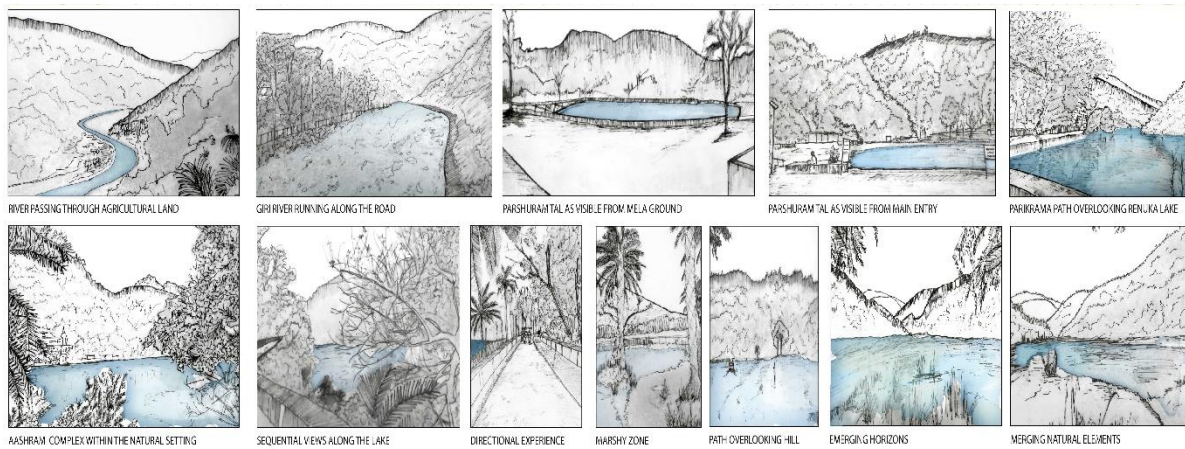 RIVER PASSING THROUGH AGRICULTURAL LAND
GIRI RIVER RUNNING ALONG THE ROAD
PARSHURAM TAL AS VISIBLE FROM MELA GROUND
PARSHURAM TAL AS VISIBLE FROM MAIN ENTRY
PARIKRAMA PATH OVERLOOKING RENUKA LAKE
AASHRAM COMPLEX WITHIN THE NATURAL SETTING
SEQUENTIAL VIEWS ALONG THE LAKE
DIRECTIONAL EXPERIENCE
MARSHY ZONE
PATH OVERLOOKING HILL
EMERGING HORIZONS
MERGING NATURAL ELEMENTS